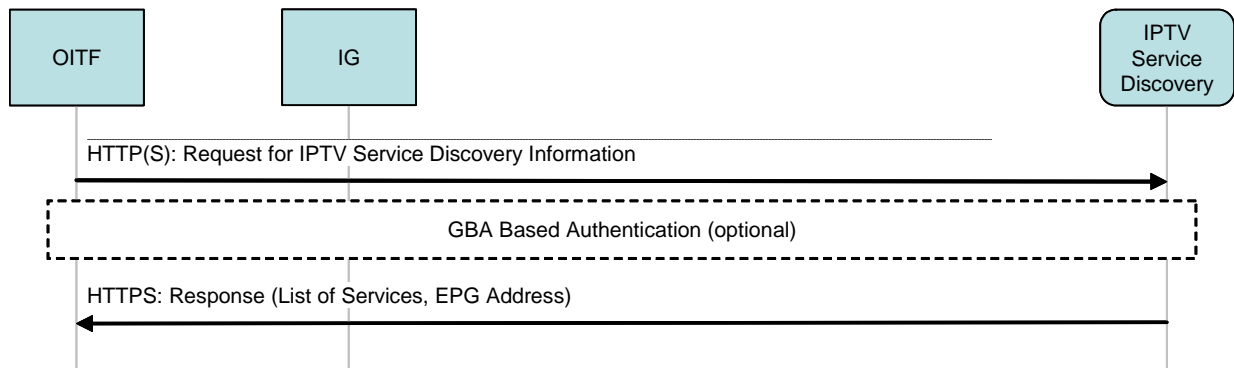 OITF
IG
IPTV
Service
Discovery
HTTP(S): Request for IPTV Service Discovery Information
GBA Based Authentication (optional)
HTTPS: Response (List of Services, EPG Address)